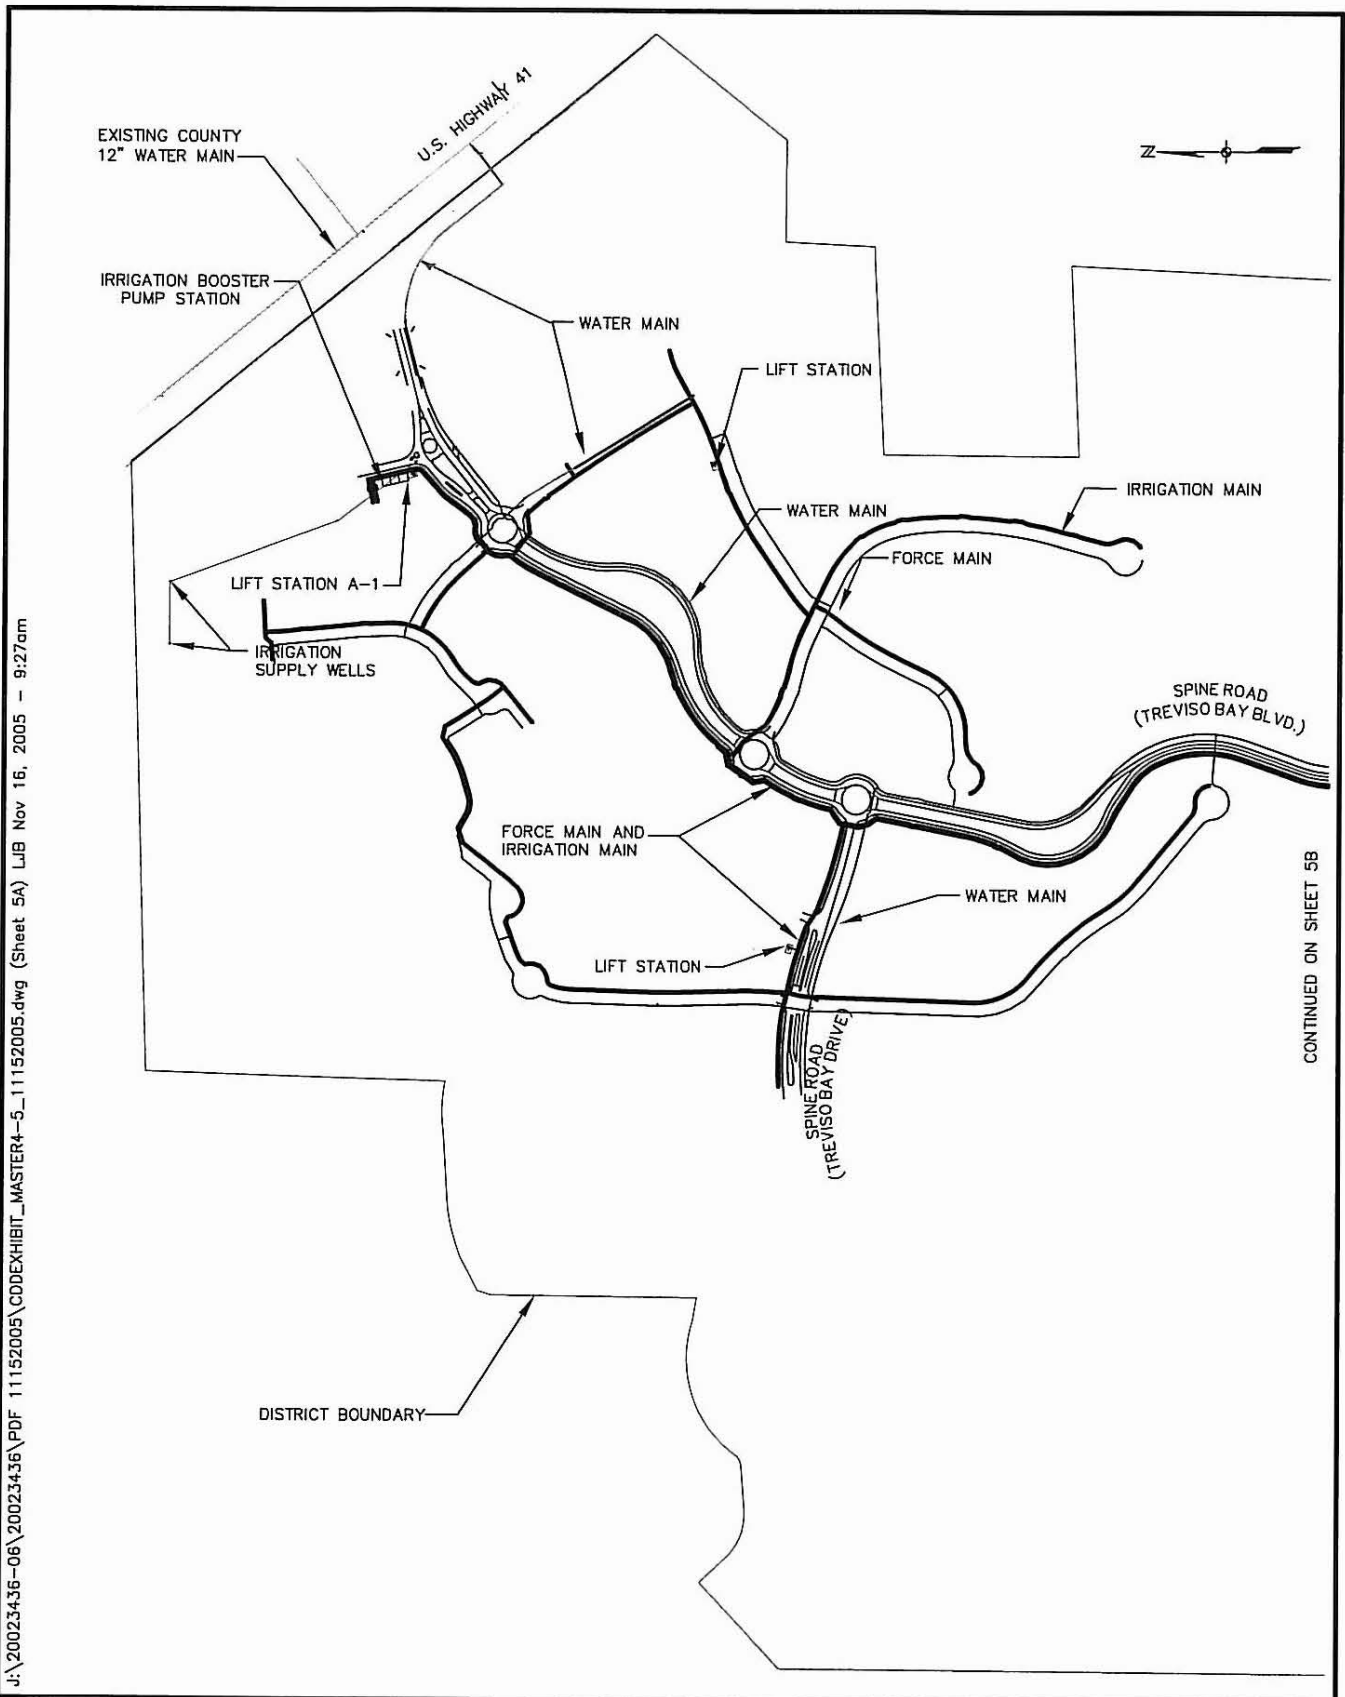 U.S. HIGHWAY 41
EXISTING COUNTY
12" WATER MAIN
N
IRRIGATION BOOSTER
PUMP STATION
WATER MAIN
LIFT STATION
IRRIGATION MAIN
WATER MAIN
FORCE MAIN
LIFT STATION A-1
IRRIGATION
SUPPLY WELLS
SPINE ROAD
(TREVISO BAY BLVD.)
FORCE MAIN AND
IRRIGATION MAIN
WATER MAIN
LIFT STATION
SPINE ROAD
(TREVISO BAY DRIVE)
CONTINUED ON SHEET 5B
DISTRICT BOUNDARY
J:\20023436-06\20023436\PDF 11152005\CDDEXHIBIT_MASTER4-5_11152005.dwg (Sheet 5A) LJB Nov 16, 2005 - 9:27am